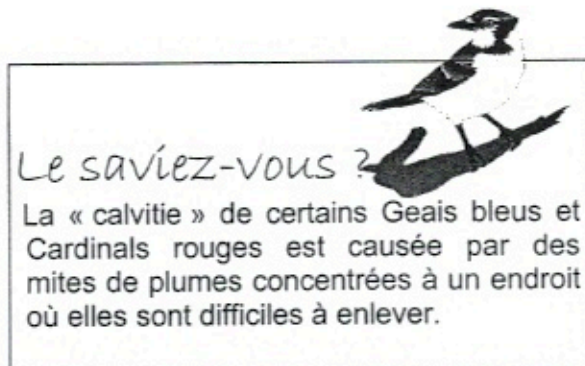 Le saviez-vous ?
La « calvitie » de certains Geais bleus et
Cardinals rouges est causée par des
mites de plumes concentrées à un endroit
où elles sont difficiles à enlever.